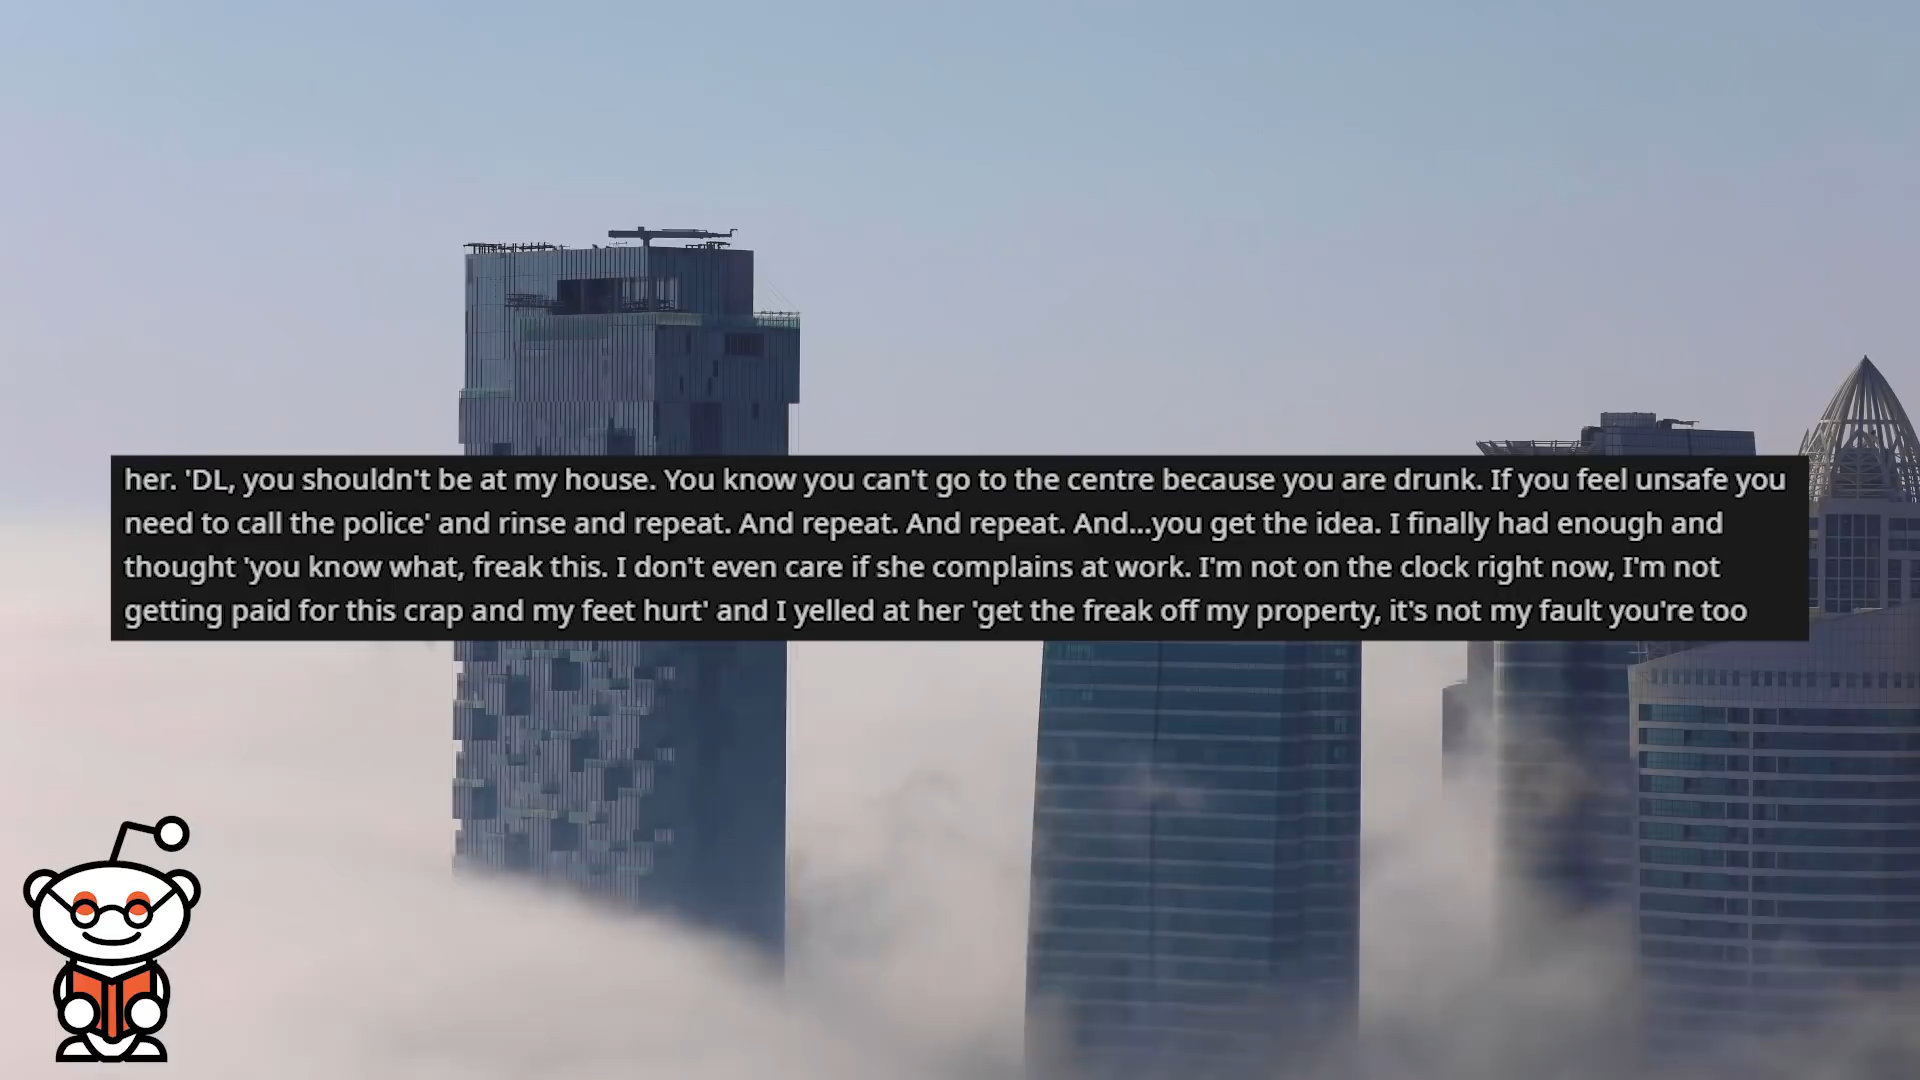 her. 'DL, you shouldn't be at my house. You know you can't go to the centre because you are drunk. If you feel unsafe you
need to call the police' and rinse and repeat. And repeat. And repeat. And...you get the idea. I finally had enough and
thought 'you know what, freak this. I don't even care if she complains at work. I'm not on the clock right now, I'm not
getting paid for this crap and my feet hurt' and I yelled at her 'get the freak off my property, it's not my fault you're too